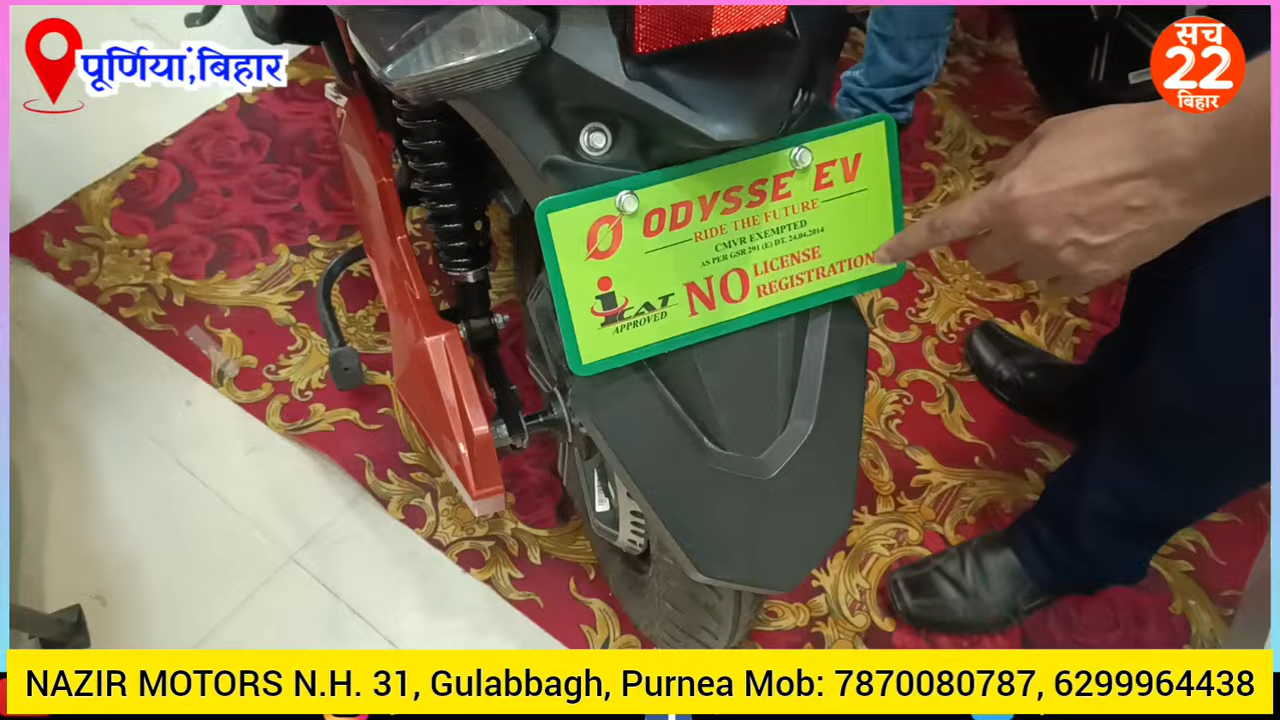 पूर्णियां,बिहार
सच
22
बिहार
ODYSSE EV
RIDE THE FUTURE
CMVR EXEMPTED
AS PER GSR 291 (E) DT. 24.04.2014
iCAT
APPROVED
NO LICENSE
REGISTRATION
NAZIR MOTORS N.H. 31, Gulabbagh, Purnea Mob: 7870080787, 6299964438